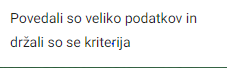 Povedali so veliko podatkov in
držali so se kriterija